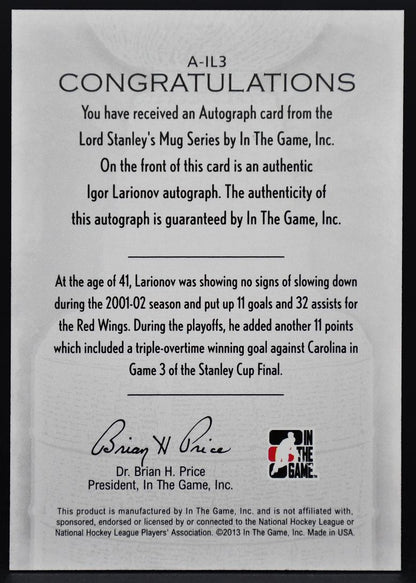 A-IL3
CONGRATULATIONS
You have received an Autograph card from the
Lord Stanley's Mug Series by In The Game, Inc.
On the front of this card is an authentic
Igor Larionov autograph. The authenticity of
this autograph is guaranteed by In The Game, Inc.
At the age of 41, Larionov was showing no signs of slowing down
during the 2001-02 season and put up 11 goals and 32 assists for
the Red Wings. During the playoffs, he added another 11 points
which included a triple-overtime winning goal against Carolina in
Game 3 of the Stanley Cup Final.
Brian H Price
Dr. Brian H. Price
President, In The Game, Inc.
IN
THE
GAME
This product is manufactured by In The Game, Inc. and is not affiliated with,
sponsored, endorsed or licensed by or connected to the National Hockey League or
National Hockey League Players' Association. ©2013 In The Game, Inc. Made in USA.